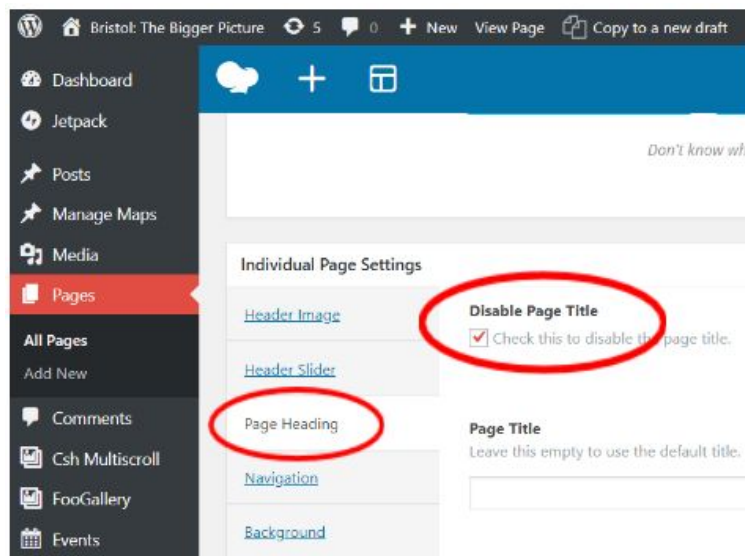 Bristol: The Bigger Picture 5 0 New View Page Copy to a new draft
Dashboard
Jetpack
Posts
Manage Maps
Media
Pages
All Pages
Add New
Comments
Csh Multiscroll
FooGallery
Events
Don't know
Individual Page Settings
Header Image
Header Slider
Page Heading
Navigation
Background
Disable Page Title
Check this to disable the page title.
Page Title
Leave this empty to use the default title.